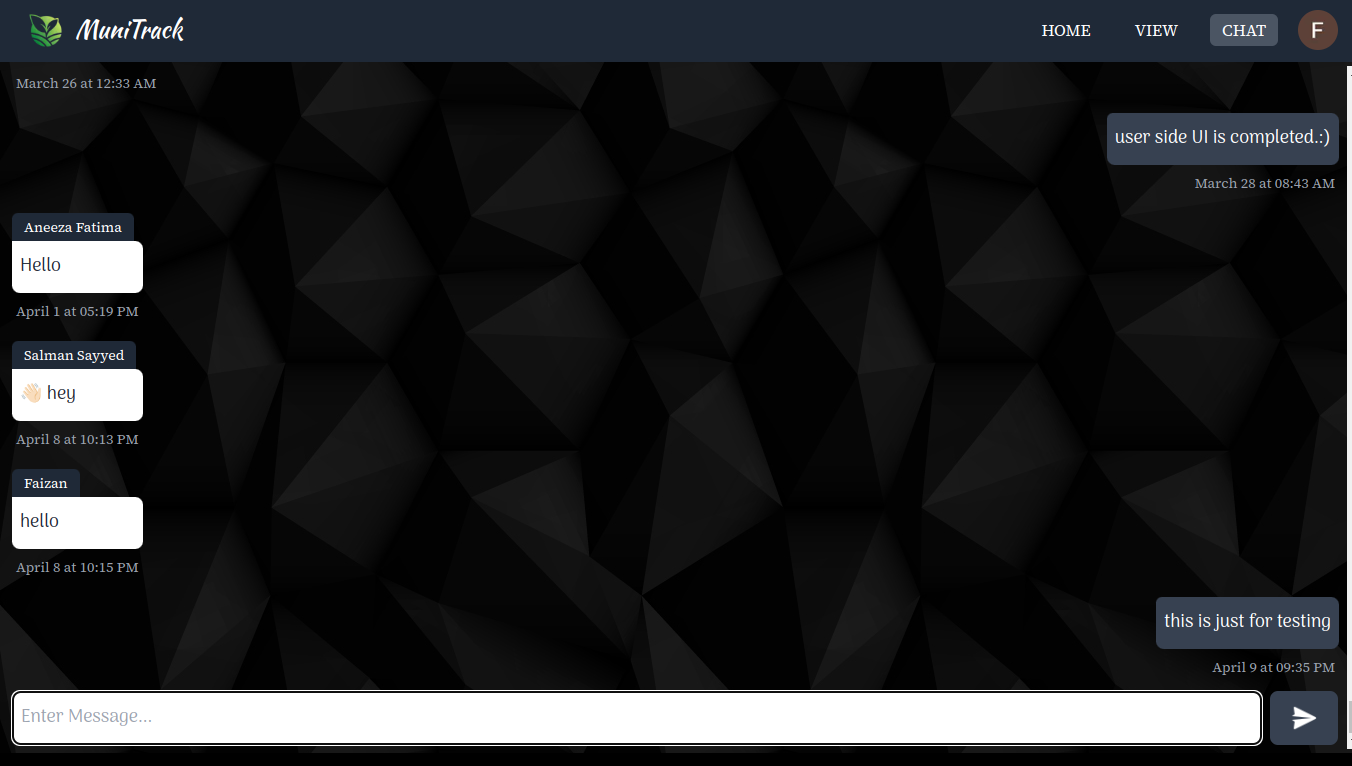 MuniTrack
HOME
VIEW
CHAT
F
March 26 at 12:33 AM
user side UI is completed.:)
March 28 at 08:43 AM
Aneeza Fatima
Hello
April 1 at 05:19 PM
Salman Sayyed
👋🏻 hey
April 8 at 10:13 PM
Faizan
hello
April 8 at 10:15 PM
this is just for testing
April 9 at 09:35 PM
Enter Message...